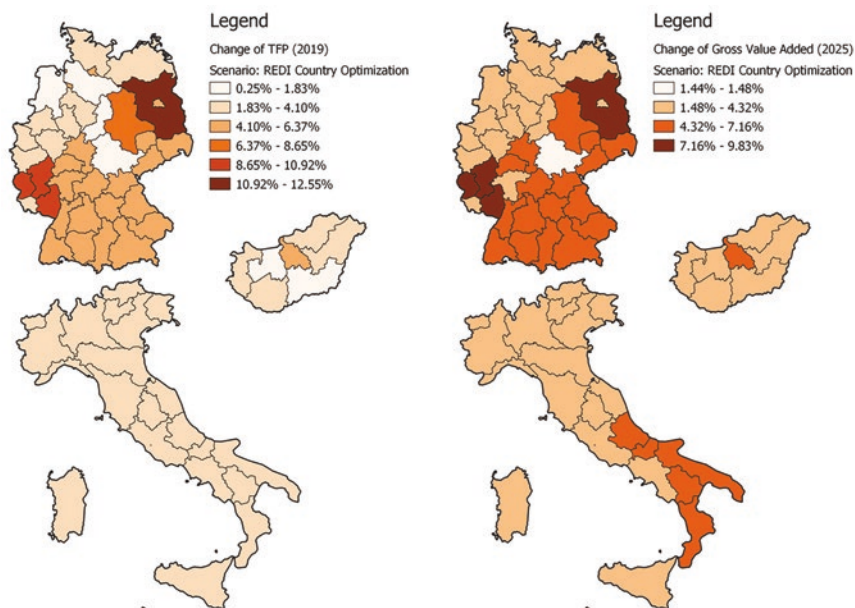 Legend
Change of TFP (2019)
Scenario: REDI Country Optimization
0.25% - 1.83%
1.83% - 4.10%
4.10% - 6.37%
6.37% - 8.65%
8.65% - 10.92%
10.92% - 12.55%
Legend
Change of Gross Value Added (2025)
Scenario: REDI Country Optimization
1.44% - 1.48%
1.48% - 4.32%
4.32% - 7.16%
7.16% - 9.83%